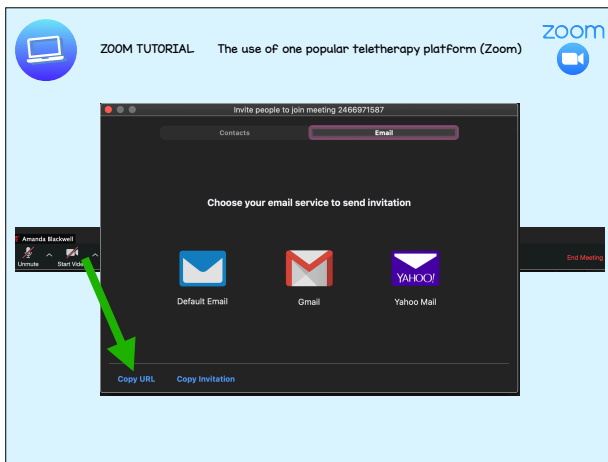 ZOOM TUTORIAL The use of one popular teletherapy platform (Zoom)
zoom
Invite people to join meeting 2466971587
Contacts Email
Choose your email service to send invitation
Amanda Blackwell
Unmute Start Video
End Meeting
YAHOO!
Default Email Gmail Yahoo Mail
Copy URL Copy Invitation